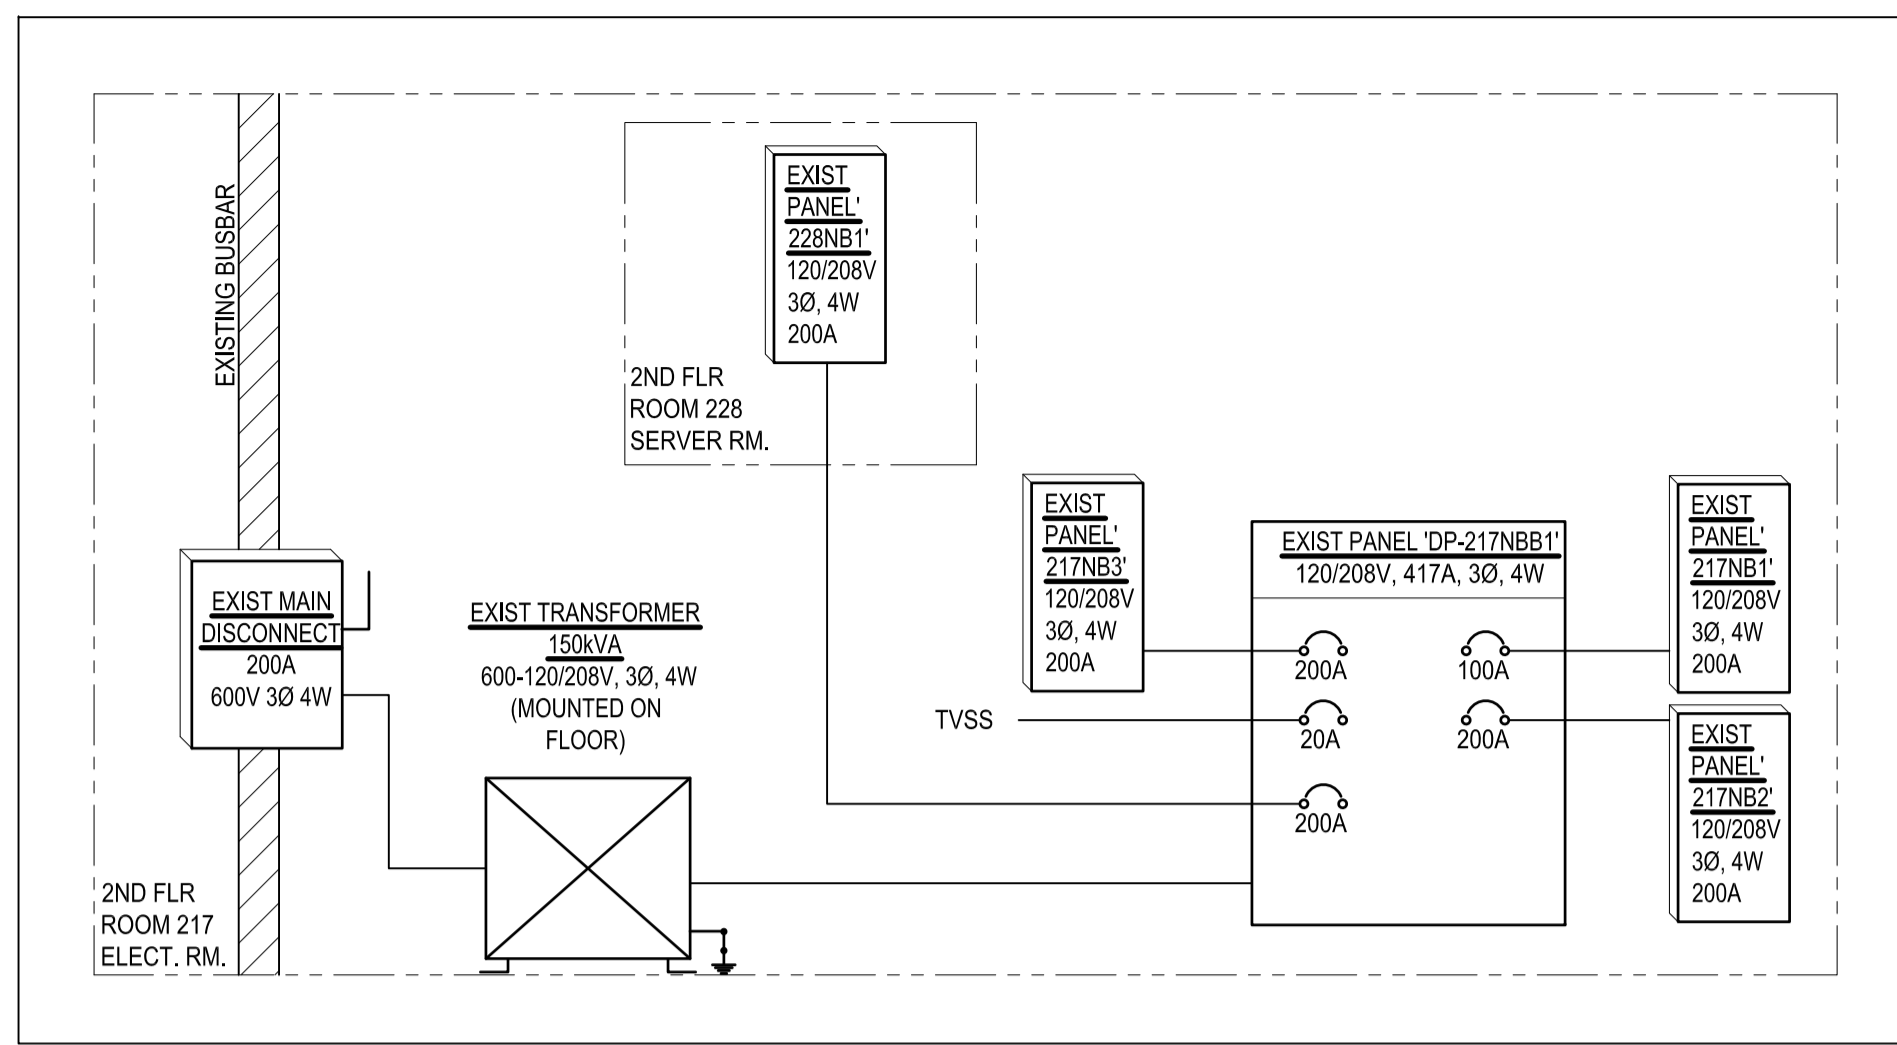 EXISTING BUSBAR
EXIST
PANEL'
228NB1'
120/208V
3Ø, 4W
200A
2ND FLR
ROOM 228
SERVER RM.
EXIST MAIN
DISCONNECT
200A
600V 3Ø 4W
EXIST TRANSFORMER
150kVA
600-120/208V, 3Ø, 4W
(MOUNTED ON
FLOOR)
EXIST
PANEL'
217NB3'
120/208V
3Ø, 4W
200A
TVSS
EXIST PANEL 'DP-217NBB1'
120/208V, 417A, 3Ø, 4W
200A
100A
20A
200A
200A
EXIST
PANEL'
217NB1'
120/208V
3Ø, 4W
200A
EXIST
PANEL'
217NB2'
120/208V
3Ø, 4W
200A
2ND FLR
ROOM 217
ELECT. RM.